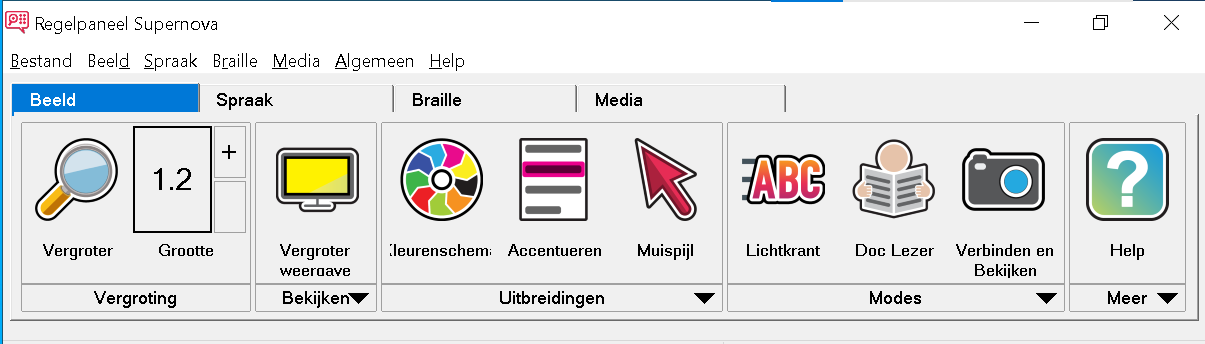 Regelpaneel Supernova
Bestand Beeld Spraak Braille Media Algemeen Help
Beeld Spraak Braille Media
1.2 +
ABC
?
Vergroter Grootte Vergroter weergave Accentueren Muispijl Lichtkrant Doc Lezer Verbinden en Bekijken Help
Vergroting Bekijken Uitbreidingen Modes Meer